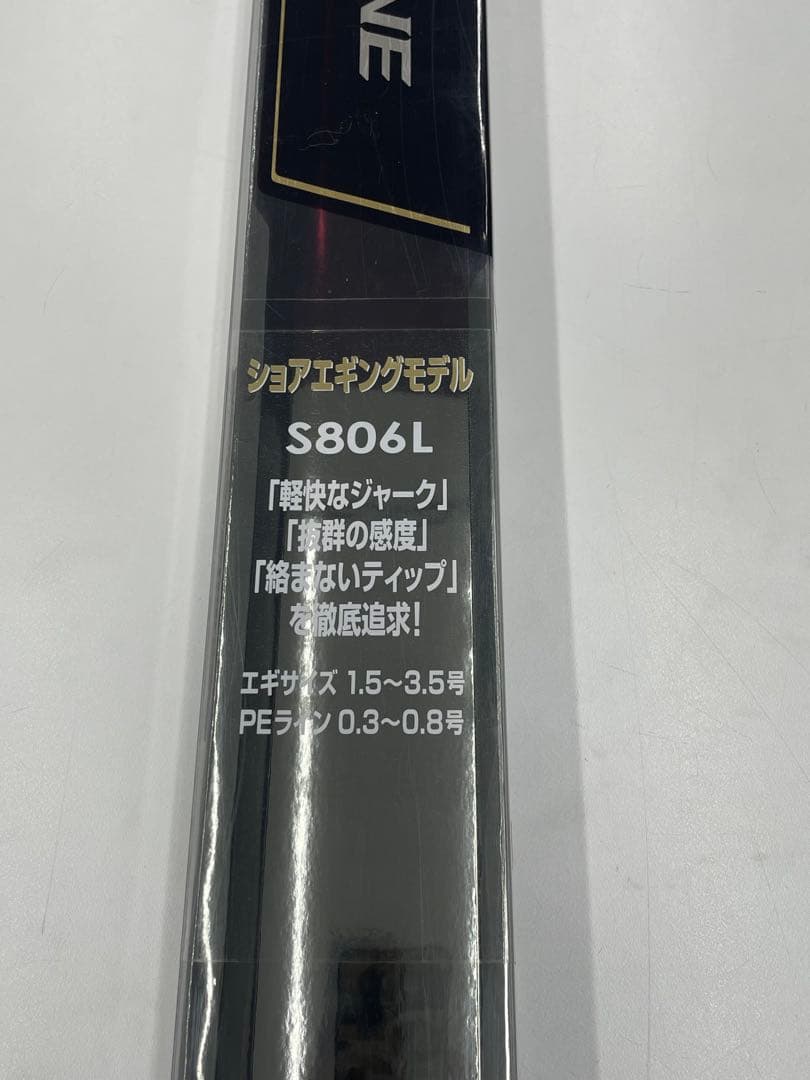 NE
ショアエギングモデル
S806L
「軽快なジャーク」
「抜群の感度」
「絡まないティップ」
を徹底追求!
エギサイズ 1.5〜3.5号
PEライン 0.3〜0.8号